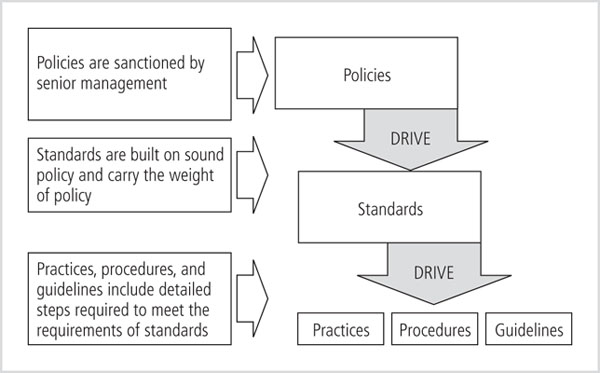 Policies are sanctioned by
senior management
Policies
DRIVE
Standards are built on sound
policy and carry the weight
of policy
Standards
DRIVE
Practices, procedures, and
guidelines include detailed
steps required to meet the
requirements of standards
Practices
Procedures
Guidelines